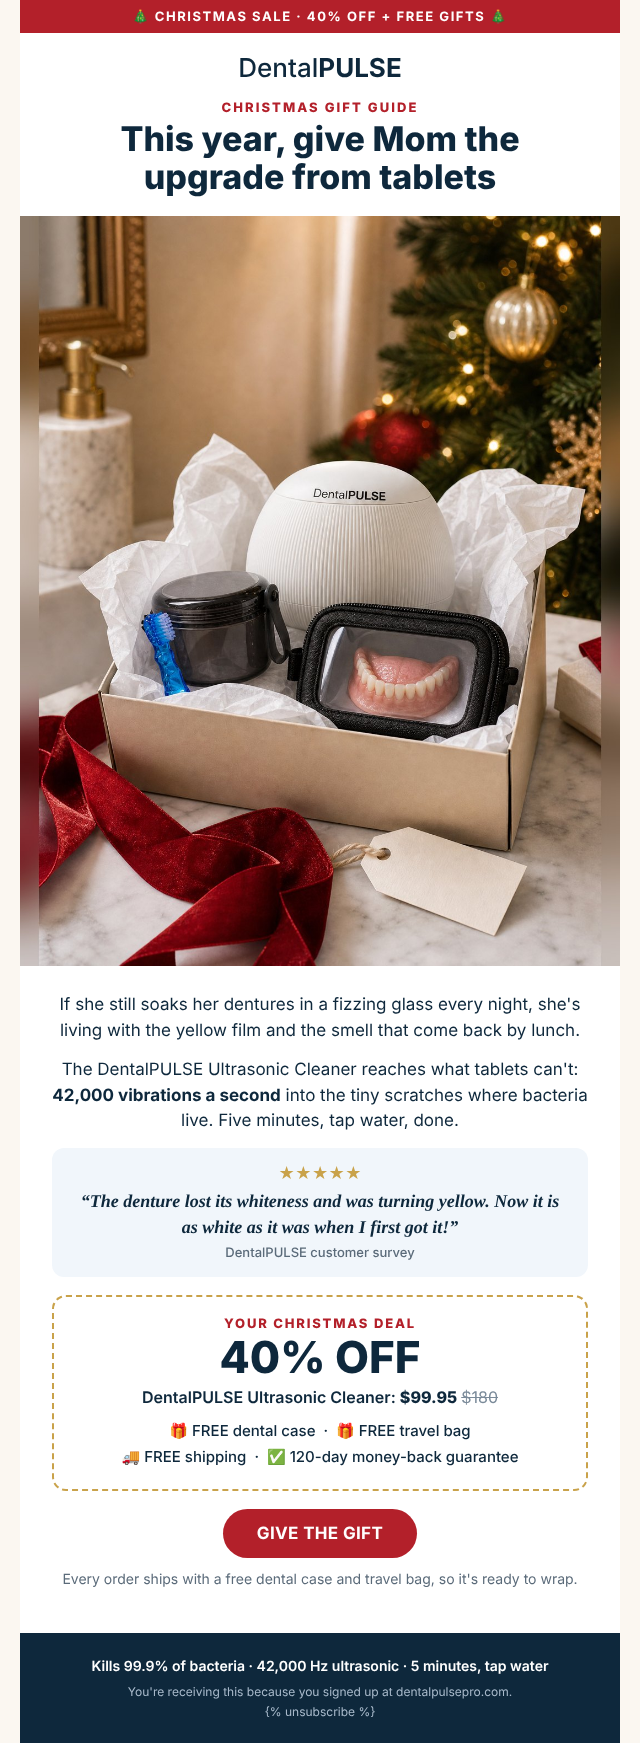 🎄 CHRISTMAS SALE · 40% OFF + FREE GIFTS 🎄
DentalPULSE
CHRISTMAS GIFT GUIDE
This year, give Mom the
upgrade from tablets
DentalPULSE
If she still soaks her dentures in a fizzing glass every night, she's
living with the yellow film and the smell that come back by lunch.
The DentalPULSE Ultrasonic Cleaner reaches what tablets can't:
42,000 vibrations a second into the tiny scratches where bacteria
live. Five minutes, tap water, done.
★★★★★
“The denture lost its whiteness and was turning yellow. Now it is
as white as it was when I first got it!”
DentalPULSE customer survey
YOUR CHRISTMAS DEAL
40% OFF
DentalPULSE Ultrasonic Cleaner: $99.95 $180
🎁 FREE dental case · 🎁 FREE travel bag
🚚 FREE shipping · ✅ 120-day money-back guarantee
GIVE THE GIFT
Every order ships with a free dental case and travel bag, so it's ready to wrap.
Kills 99.9% of bacteria · 42,000 Hz ultrasonic · 5 minutes, tap water
You're receiving this because you signed up at dentalpulsepro.com.
{% unsubscribe %}